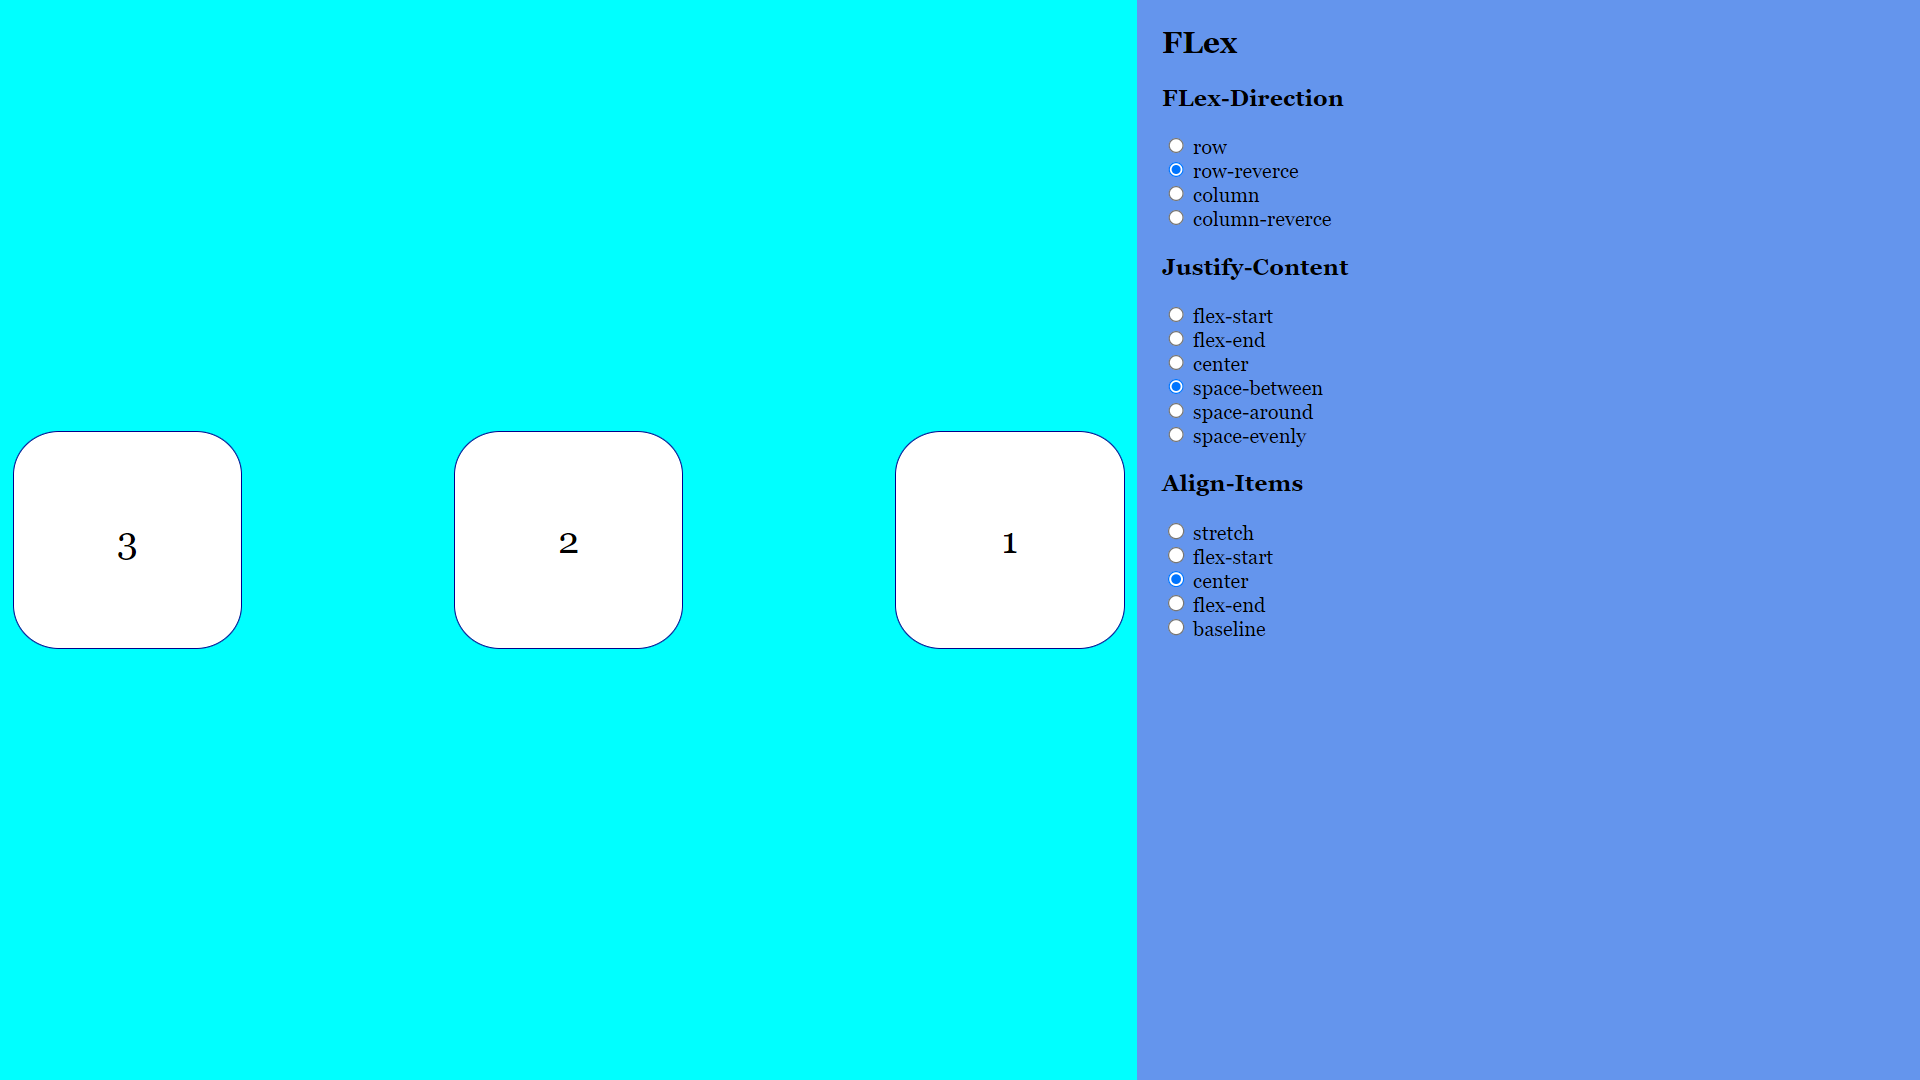 3 2 1
FLex
FLex-Direction
row
row-reverce
column
column-reverce
Justify-Content
flex-start
flex-end
center
space-between
space-around
space-evenly
Align-Items
stretch
flex-start
center
flex-end
baseline